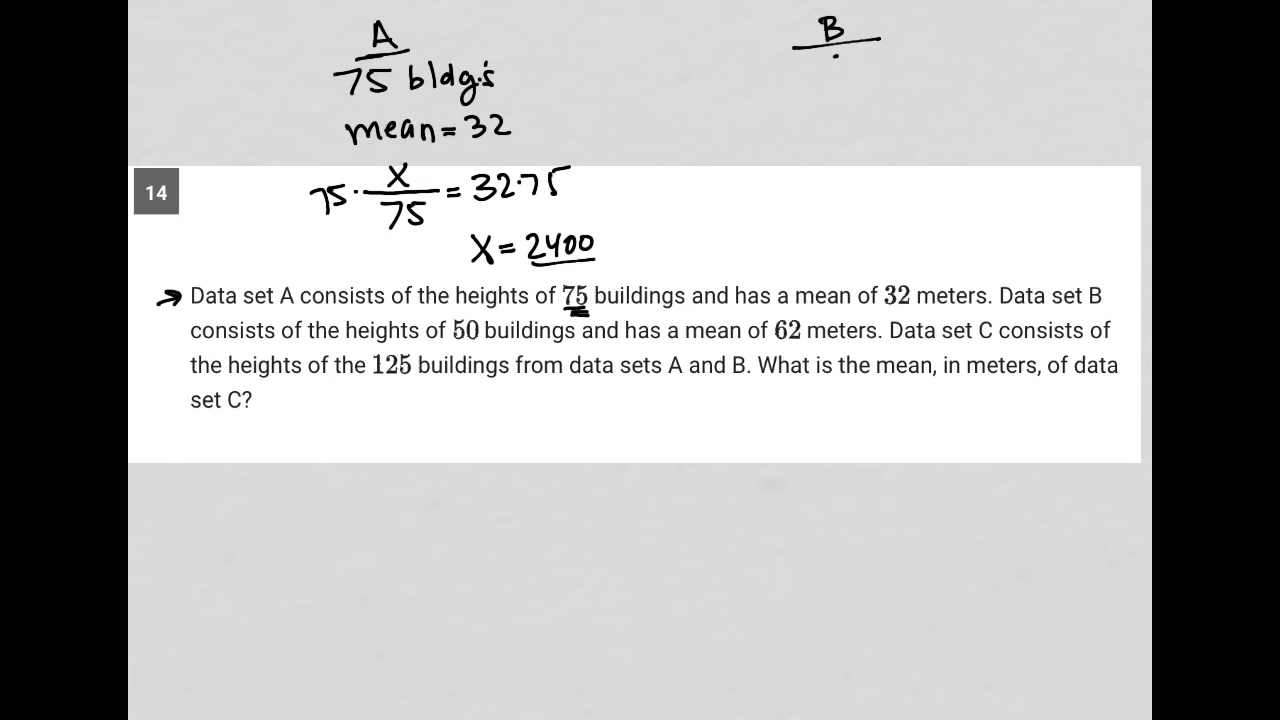 A
B
75 bldg.'s
mean = 32
75 · X/75 = 32·75
14
X = 2400
→ Data set A consists of the heights of 75 buildings and has a mean of 32 meters. Data set B
consists of the heights of 50 buildings and has a mean of 62 meters. Data set C consists of
the heights of the 125 buildings from data sets A and B. What is the mean, in meters, of data
set C?